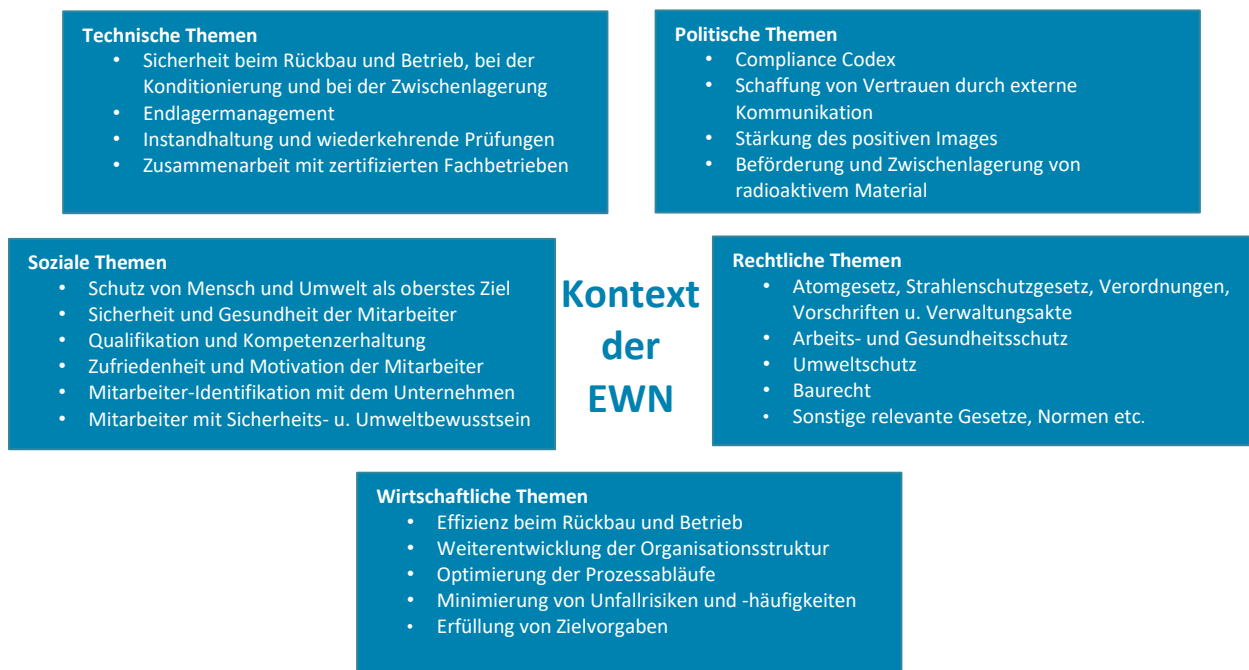 Technische Themen
• Sicherheit beim Rückbau und Betrieb, bei der
Konditionierung und bei der Zwischenlagerung
• Endlagermanagement
• Instandhaltung und wiederkehrende Prüfungen
• Zusammenarbeit mit zertifizierten Fachbetrieben
Politische Themen
• Compliance Codex
• Schaffung von Vertrauen durch externe
Kommunikation
• Stärkung des positiven Images
• Beförderung und Zwischenlagerung von
radioaktivem Material
Soziale Themen
• Schutz von Mensch und Umwelt als oberstes Ziel
• Sicherheit und Gesundheit der Mitarbeiter
• Qualifikation und Kompetenzerhaltung
• Zufriedenheit und Motivation der Mitarbeiter
• Mitarbeiter-Identifikation mit dem Unternehmen
• Mitarbeiter mit Sicherheits- u. Umweltbewusstsein
Kontext
der
EWN
Rechtliche Themen
• Atomgesetz, Strahlenschutzgesetz, Verordnungen,
Vorschriften u. Verwaltungsakte
• Arbeits- und Gesundheitsschutz
• Umweltschutz
• Baurecht
• Sonstige relevante Gesetze, Normen etc.
Wirtschaftliche Themen
• Effizienz beim Rückbau und Betrieb
• Weiterentwicklung der Organisationsstruktur
• Optimierung der Prozessabläufe
• Minimierung von Unfallrisiken und -häufigkeiten
• Erfüllung von Zielvorgaben